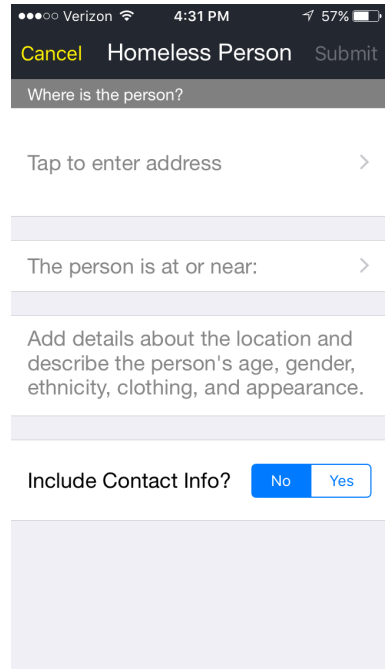 Verizon 4:31 PM 57%
Cancel Homeless Person Submit
Where is the person?
Tap to enter address
The person is at or near:
Add details about the location and
describe the person's age, gender,
ethnicity, clothing, and appearance.
Include Contact Info? No Yes